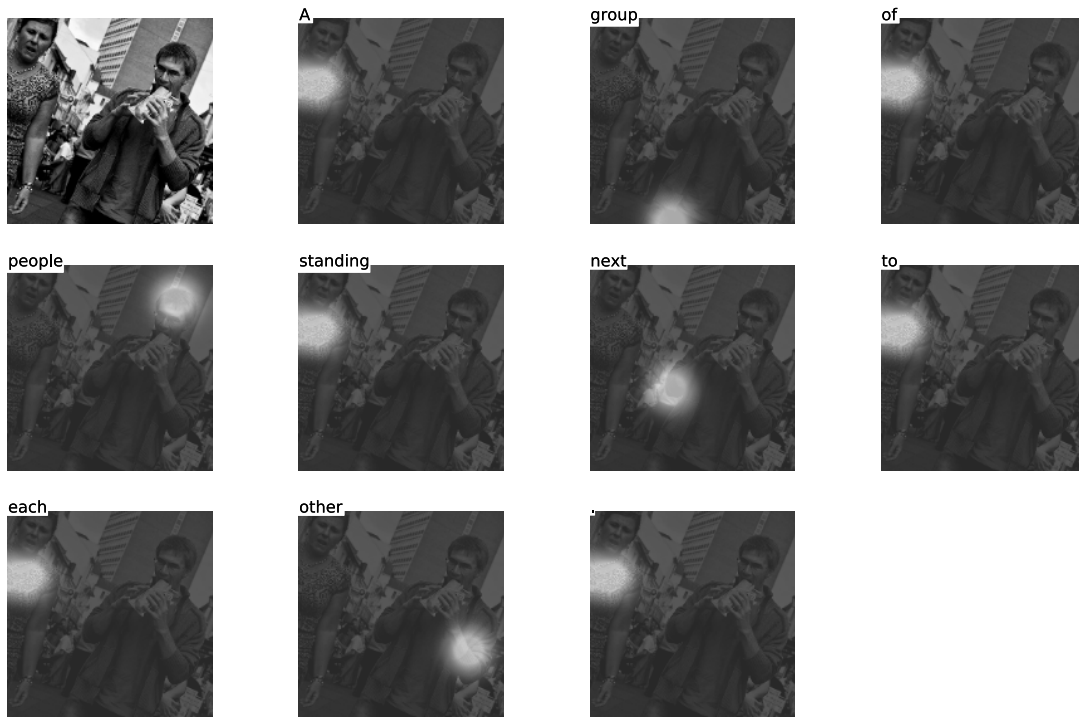 A group of
people standing next to
each other .